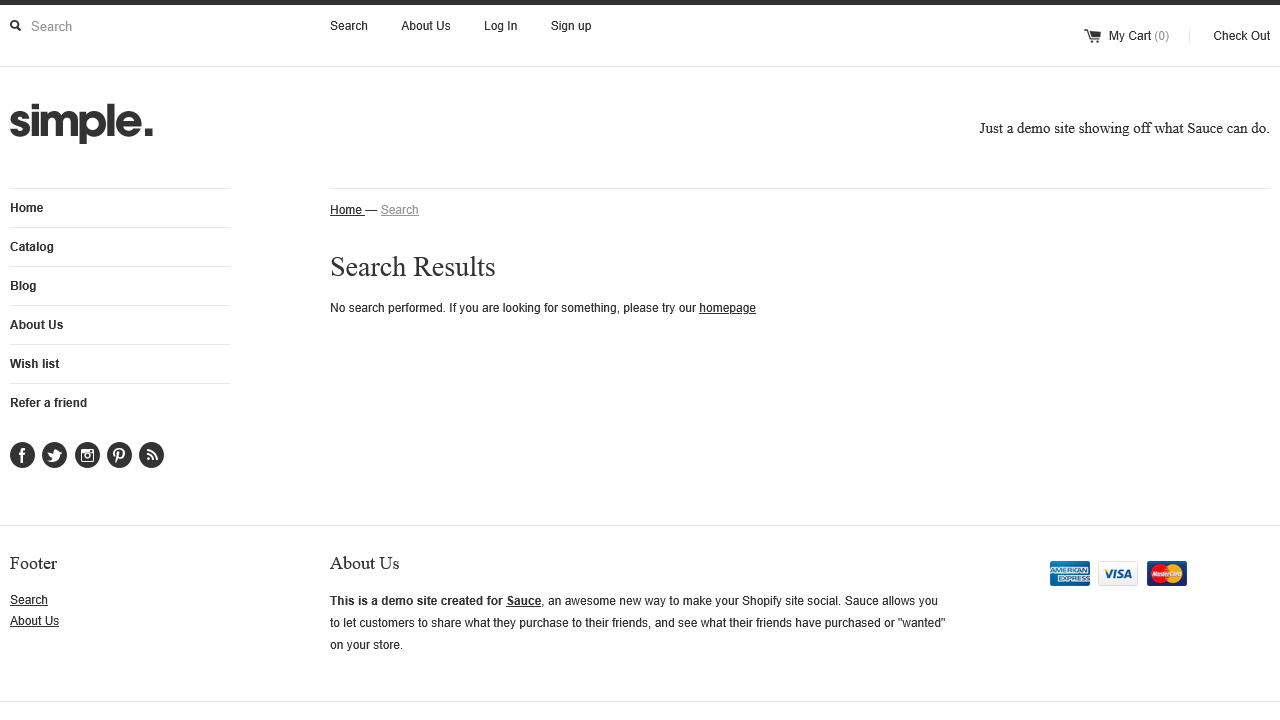 Search
Search About Us Log In Sign up
My Cart (0) Check Out
simple.
Just a demo site showing off what Sauce can do.
Home
Catalog
Blog
About Us
Wish list
Refer a friend
Home — Search
Search Results
No search performed. If you are looking for something, please try our homepage
Footer
Search
About Us
About Us
This is a demo site created for Sauce, an awesome new way to make your Shopify site social. Sauce allows you
to let customers to share what they purchase to their friends, and see what their friends have purchased or "wanted"
on your store.
AMERICAN
EXPRESS
VISA
MasterCard